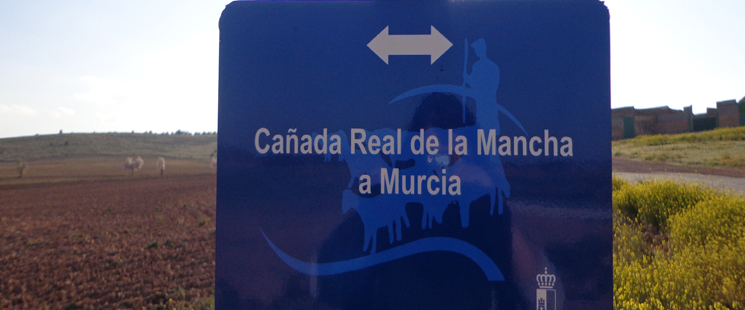 Cañada Real de la Mancha
a Murcia